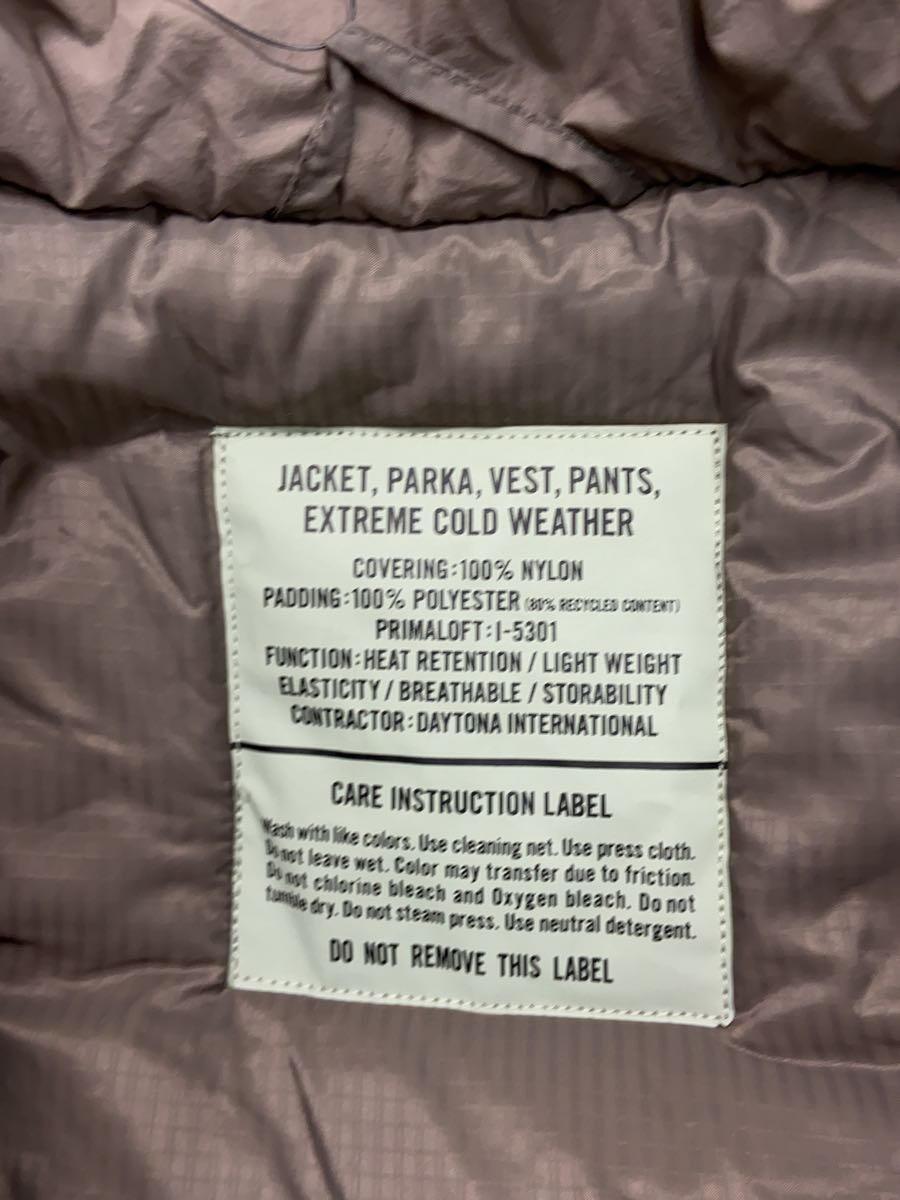 JACKET, PARKA, VEST, PANTS,
EXTREME COLD WEATHER
COVERING:100% NYLON
PADDING:100% POLYESTER (80% RECYCLED CONTENT)
PRIMALOFT:I-5301
FUNCTION:HEAT RETENTION / LIGHT WEIGHT
ELASTICITY / BREATHABLE / STORABILITY
CONTRACTOR:DAYTONA INTERNATIONAL
CARE INSTRUCTION LABEL
Wash with like colors. Use cleaning net. Use press cloth.
Do not leave wet. Color may transfer due to friction.
Do not chlorine bleach and Oxygen bleach. Do not
tumble dry. Do not steam press. Use neutral detergent.
DO NOT REMOVE THIS LABEL